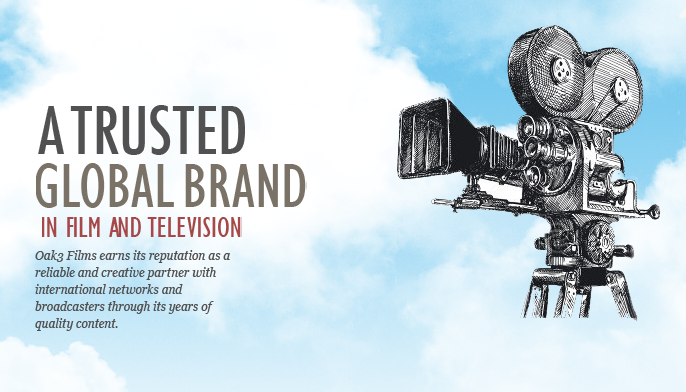 A TRUSTED
GLOBAL BRAND
IN FILM AND TELEVISION
Oak3 Films earns its reputation as a
reliable and creative partner with
international networks and
broadcasters through its years of
quality content.